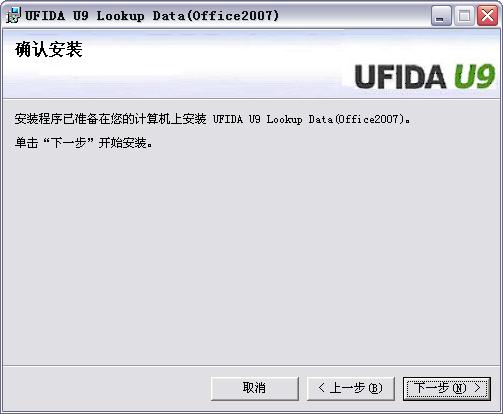 UFIDA U9 Lookup Data(Office2007)
确认安装
UFIDA U9
安装程序已准备在您的计算机上安装 UFIDA U9 Lookup Data(Office2007)。
单击“下一步”开始安装。
取消
< 上一步(B)
下一步(N) >